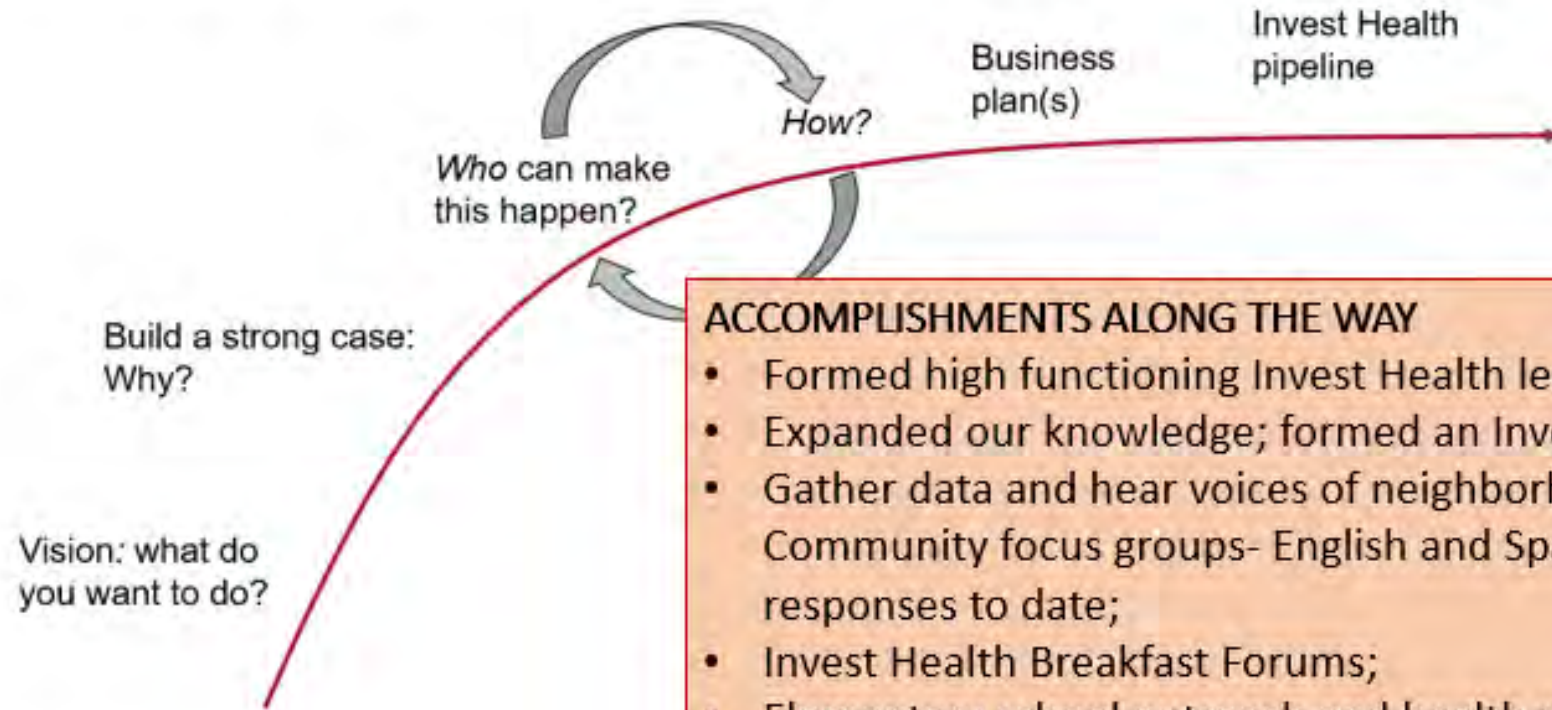 Invest Health
pipeline
Business
plan(s)
How?
Who can make
this happen?
Build a strong case:
Why?
Vision: what do
you want to do?
ACCOMPLISHMENTS ALONG THE WAY
• Formed high functioning Invest Health
• Expanded our knowledge; formed an
• Gather data and hear voices of
Community focus groups- English and
responses to date;
• Invest Health Breakfast Forums;